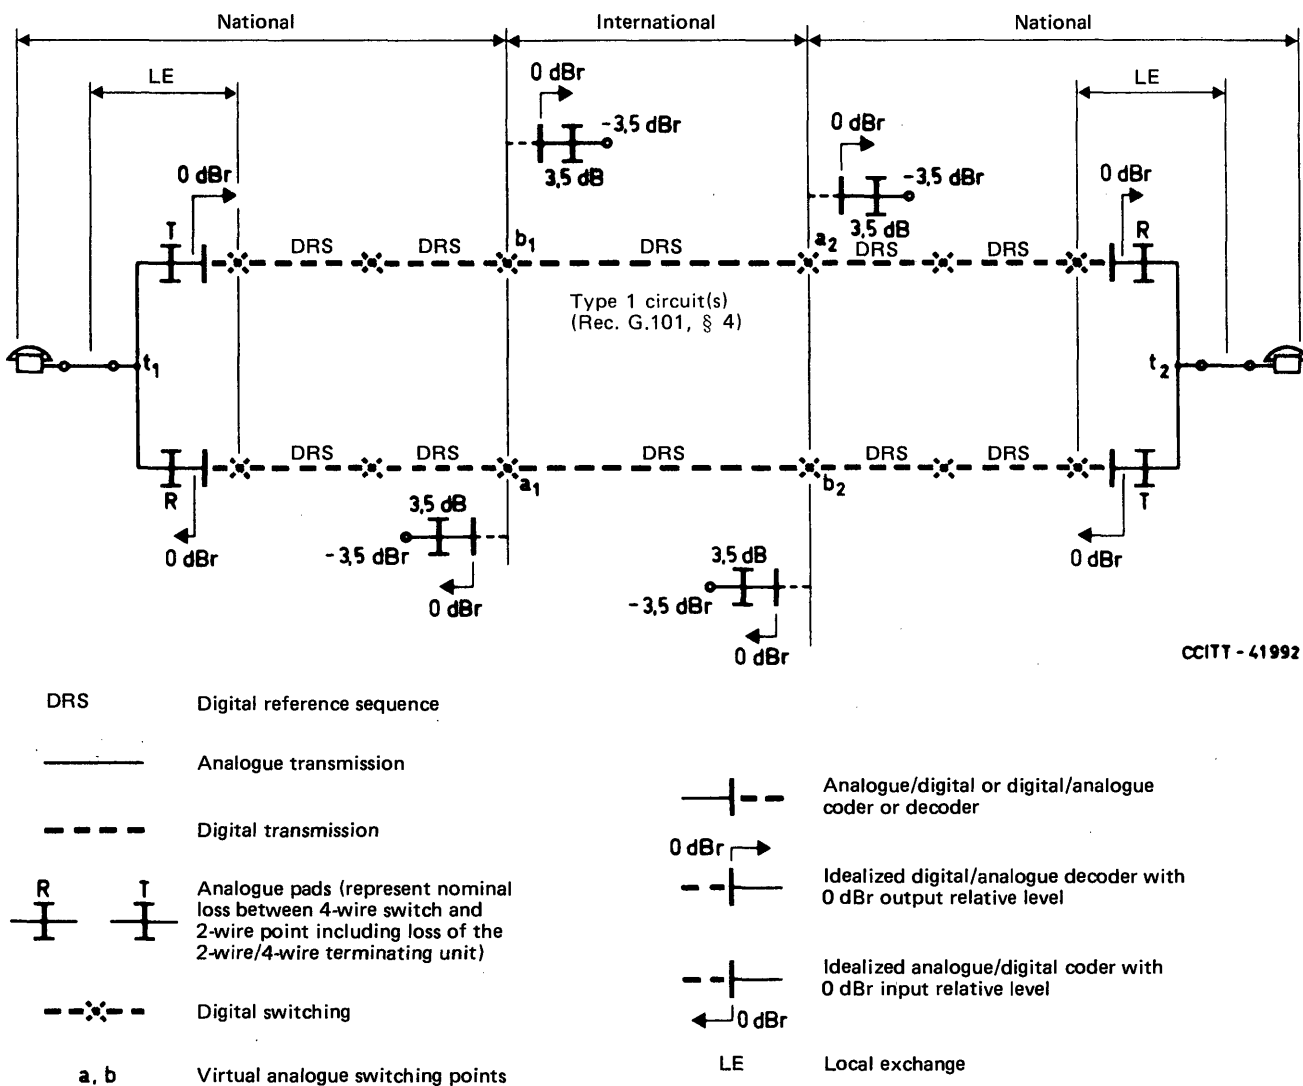 National International National
LE 0 dBr LE
-3,5 dBr 0 dBr
3,5 dB -3,5 dBr
0 dBr 3,5 dB 0 dBr
T DRS DRS b1 DRS a2 DRS DRS R
Type 1 circuit(s)
(Rec. G.101, § 4)
t1 t2
DRS DRS DRS DRS DRS
R a1 b2 T
3,5 dB
0 dBr -3,5 dBr 3,5 dB 0 dBr
0 dBr -3,5 dBr
0 dBr
CCITT - 41992
DRS Digital reference sequence
Analogue transmission
Digital transmission
R T Analogue pads (represent nominal
loss between 4-wire switch and
2-wire point including loss of the
2-wire/4-wire terminating unit)
Digital switching
a, b Virtual analogue switching points
Analogue/digital or digital/analogue
coder or decoder
0 dBr
Idealized digital/analogue decoder with
0 dBr output relative level
Idealized analogue/digital coder with
0 dBr input relative level
0 dBr
LE Local exchange